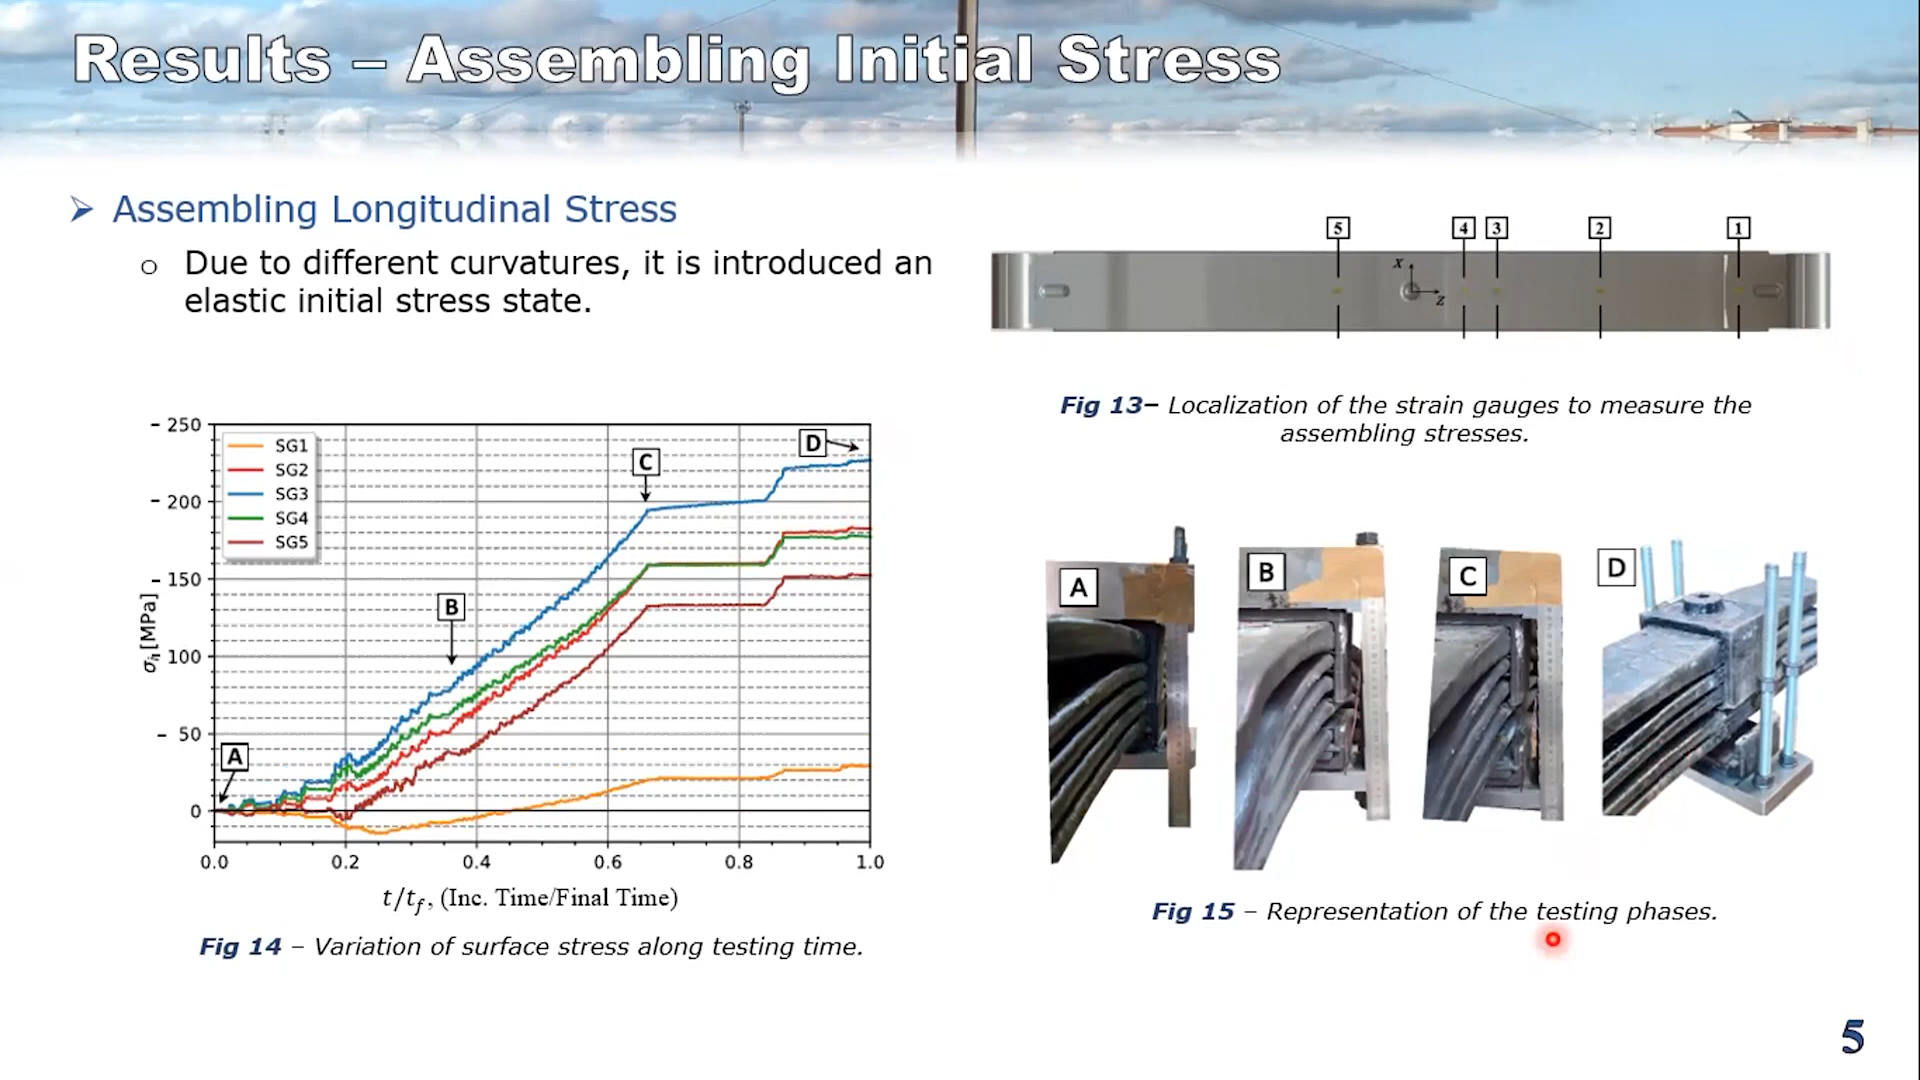 Results – Assembling Initial Stress
➢ Assembling Longitudinal Stress
o Due to different curvatures, it is introduced an
elastic initial stress state.
5 4 3 2 1
x
z
Fig 13– Localization of the strain gauges to measure the
assembling stresses.
- 250
- 200
- 150
100
- 50
0
σₕ [MPa]
SG1
SG2
SG3
SG4
SG5
A
B
C
D
0.0 0.2 0.4 0.6 0.8 1.0
t/t_f, (Inc. Time/Final Time)
Fig 14 – Variation of surface stress along testing time.
A
B
C
D
Fig 15 – Representation of the testing phases.
5